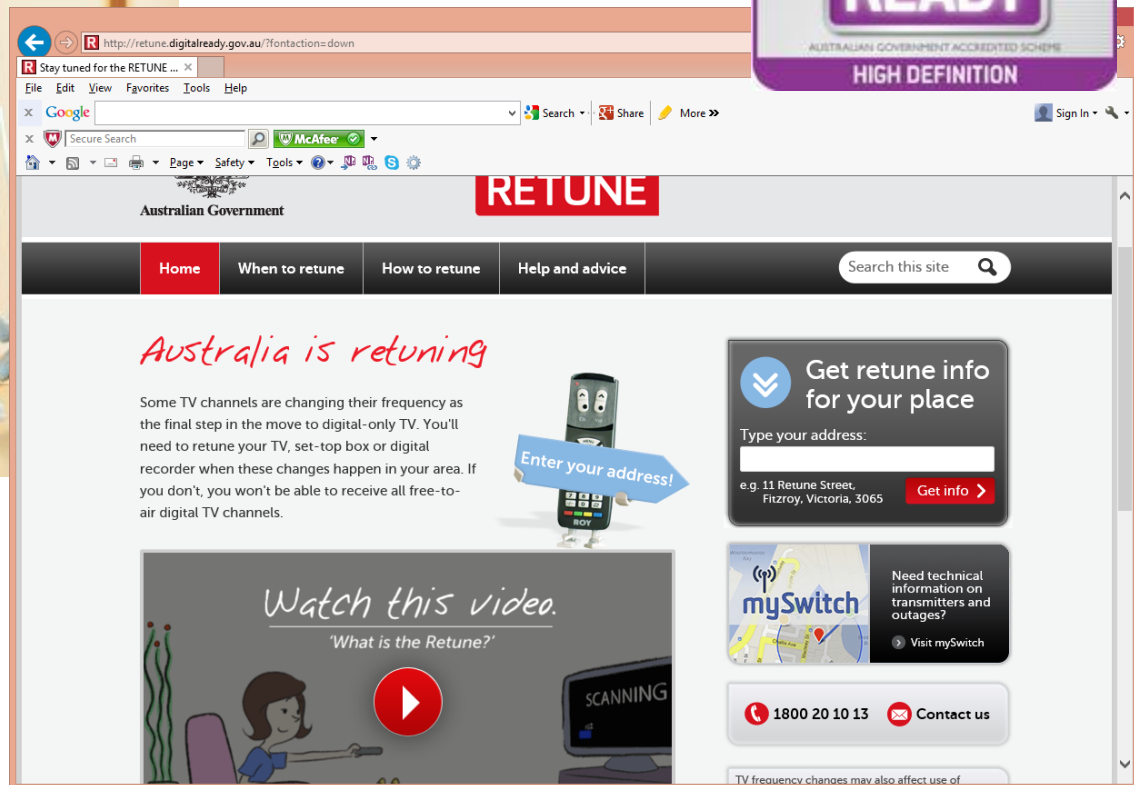 READY
AUSTRALIAN GOVERNMENT ACCREDITED SCHEME
HIGH DEFINITION
R http://retune.digitalready.gov.au/?fontaction=down
R Stay tuned for the RETUNE ... ×
File Edit View Favorites Tools Help
x Google Search Share More »
Sign In
x Secure Search McAfee
Page Safety Tools
Australian Government
RETUNE
Home When to retune How to retune Help and advice
Search this site
Australia is retuning
Some TV channels are changing their frequency as
the final step in the move to digital-only TV. You'll
need to retune your TV, set-top box or digital
recorder when these changes happen in your area. If
you don't, you won't be able to receive all free-to-
air digital TV channels.
Enter your address!
ROY
Get retune info
for your place
Type your address:
e.g. 11 Retune Street,
Fitzroy, Victoria, 3065
Get info
Watch this video.
'What is the Retune?'
SCANNING
mySwitch
Need technical
information on
transmitters and
outages?
Visit mySwitch
1800 20 10 13 Contact us
TV frequency changes may also affect use of